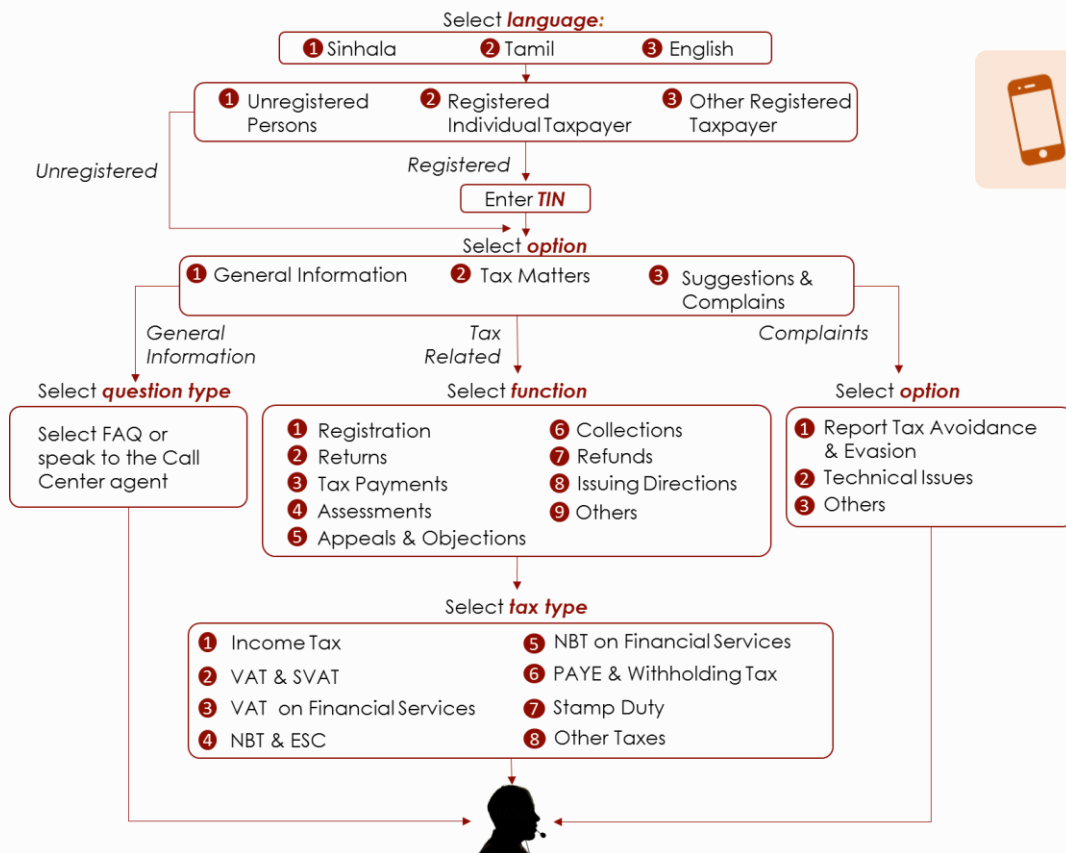 Select language:
1 Sinhala 2 Tamil 3 English
1 Unregistered 2 Registered 3 Other Registered
Persons Individual Taxpayer Taxpayer
Unregistered
Registered
Enter TIN
Select option
1 General Information 2 Tax Matters 3 Suggestions &
Complains
General
Information
Tax
Related
Complaints
Select question type
Select FAQ or
speak to the Call
Center agent
Select function
1 Registration
2 Returns
3 Tax Payments
4 Assessments
5 Appeals & Objections
6 Collections
7 Refunds
8 Issuing Directions
9 Others
Select option
1 Report Tax Avoidance
& Evasion
2 Technical Issues
3 Others
Select tax type
1 Income Tax
2 VAT & SVAT
3 VAT on Financial Services
4 NBT & ESC
5 NBT on Financial Services
6 PAYE & Withholding Tax
7 Stamp Duty
8 Other Taxes